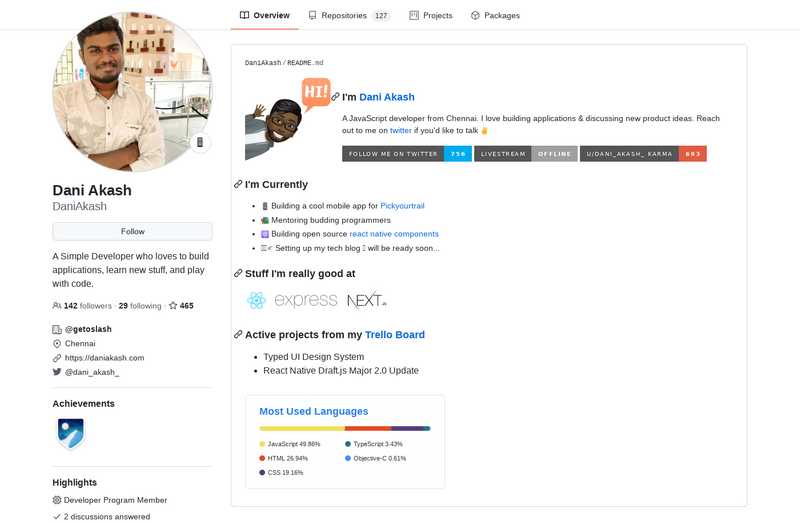 Overview
Repositories 127
Projects
Packages
DaniAkash / README.md
HI!
I'm Dani Akash
A JavaScript developer from Chennai. I love building applications & discussing new product ideas. Reach
out to me on twitter if you'd like to talk ✌
FOLLOW ME ON TWITTER 756
LIVESTREAM OFFLINE
U/DANI_AKASH_ KARMA 693
I'm Currently
Building a cool mobile app for Pickyourtrail
Mentoring budding programmers
Building open source react native components
Setting up my tech blog will be ready soon...
Stuff I'm really good at
express NEXT.JS
Active projects from my Trello Board
Typed UI Design System
React Native Draft.js Major 2.0 Update
Most Used Languages
JavaScript 49.86%
TypeScript 3.43%
HTML 26.94%
Objective-C 0.61%
CSS 19.16%
Dani Akash
DaniAkash
Follow
A Simple Developer who loves to build
applications, learn new stuff, and play
with code.
142 followers · 29 following · 465
@getoslash
Chennai
https://daniakash.com
@dani_akash_
Achievements
Highlights
Developer Program Member
2 discussions answered